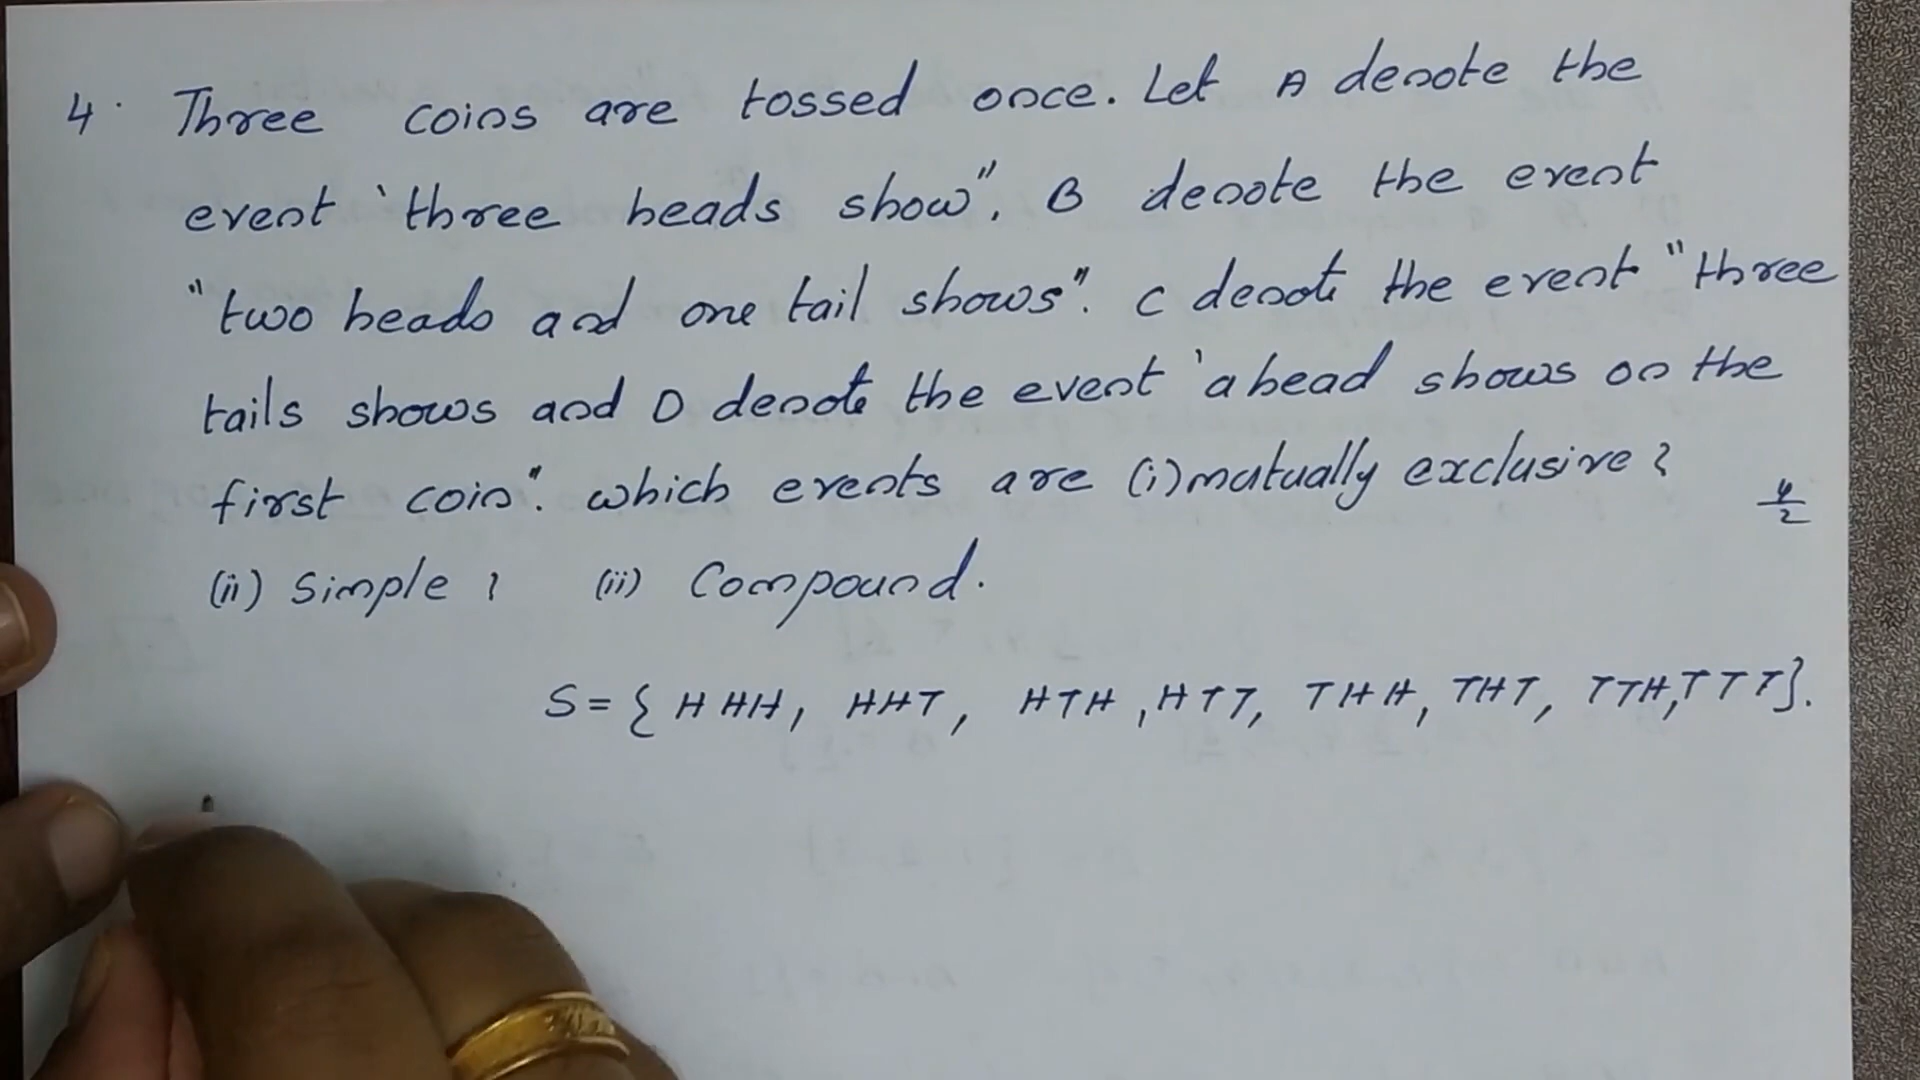 4. Three coins are tossed once. Let A denote the
event 'three heads show". B denote the event
"two heads and one tail shows". C denote the event "three
tails shows and D denote the event 'a head shows on the
first coin". which events are (i) mutually exclusive?
(ii) Simple? (iii) Compound.
S = { HHH, HHT, HTH, HTT, THH, THT, TTH, TTT}.